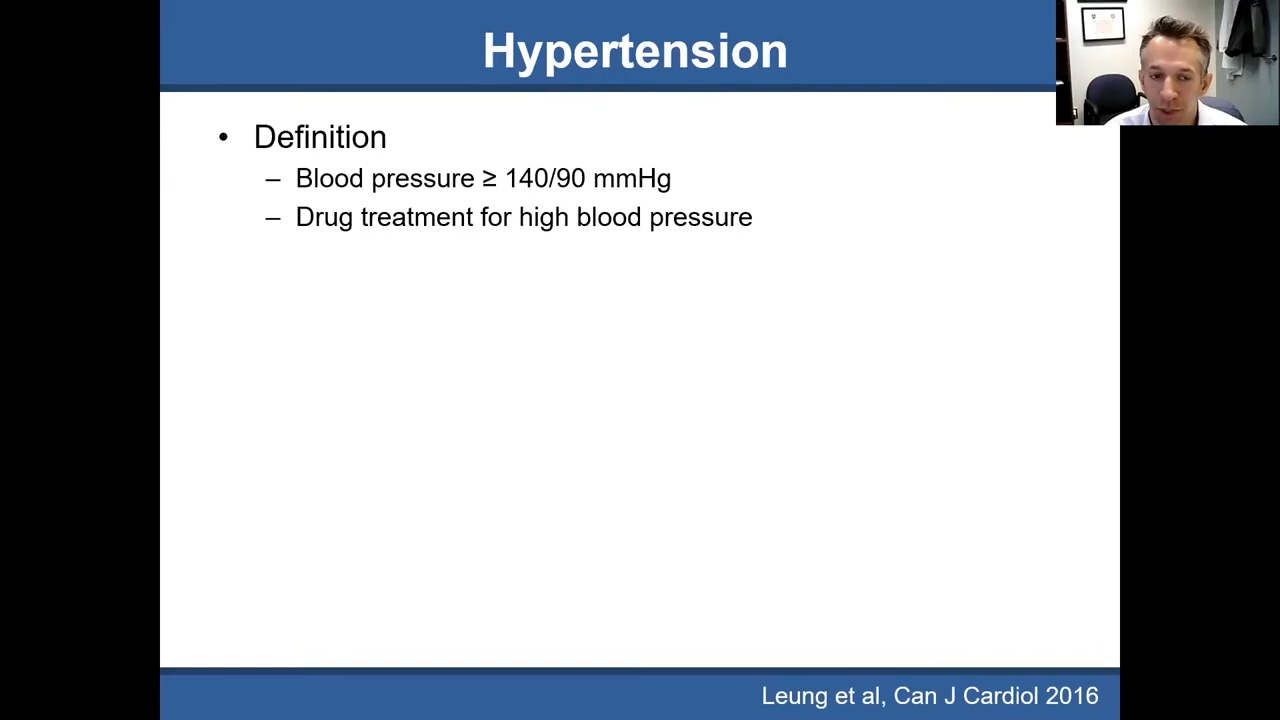 Hypertension
• Definition
– Blood pressure ≥ 140/90 mmHg
– Drug treatment for high blood pressure
Leung et al, Can J Cardiol 2016